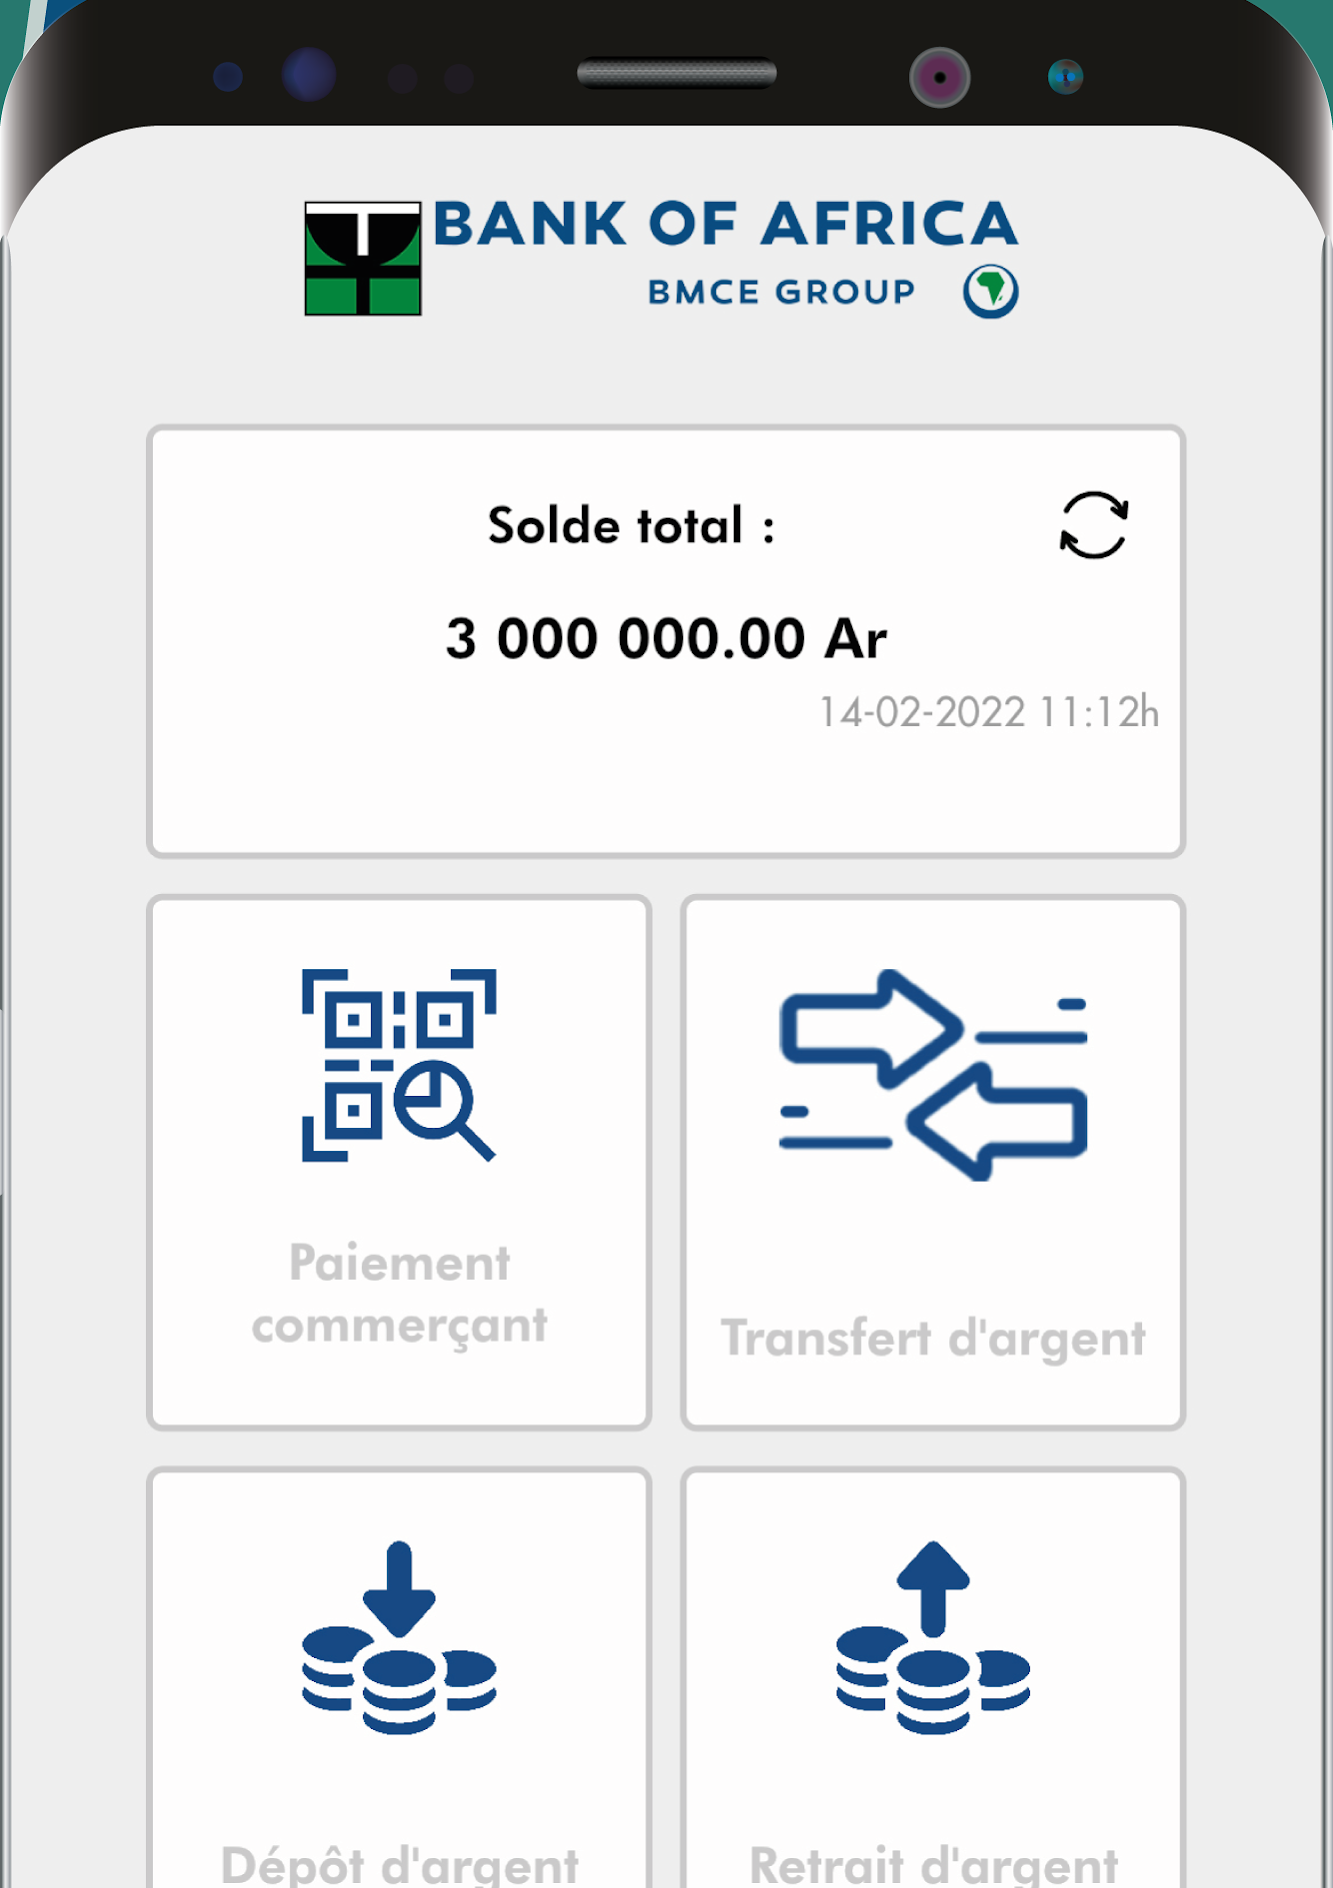 BANK OF AFRICA
BMCE GROUP
Solde total :
3 000 000.00 Ar
14-02-2022 11:12h
Paiement
commerçant
Transfert d'argent
Dépôt d'argent
Retrait d'argent